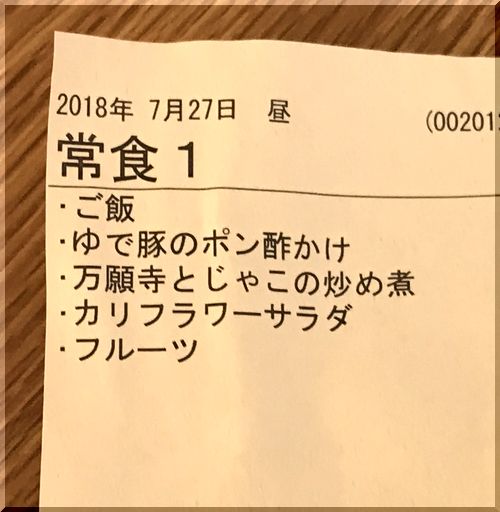 2018年 7月27日 昼
(00201
常食1
・ご飯
・ゆで豚のポン酢かけ
・万願寺とじゃこの炒め煮
・カリフラワーサラダ
・フルーツ